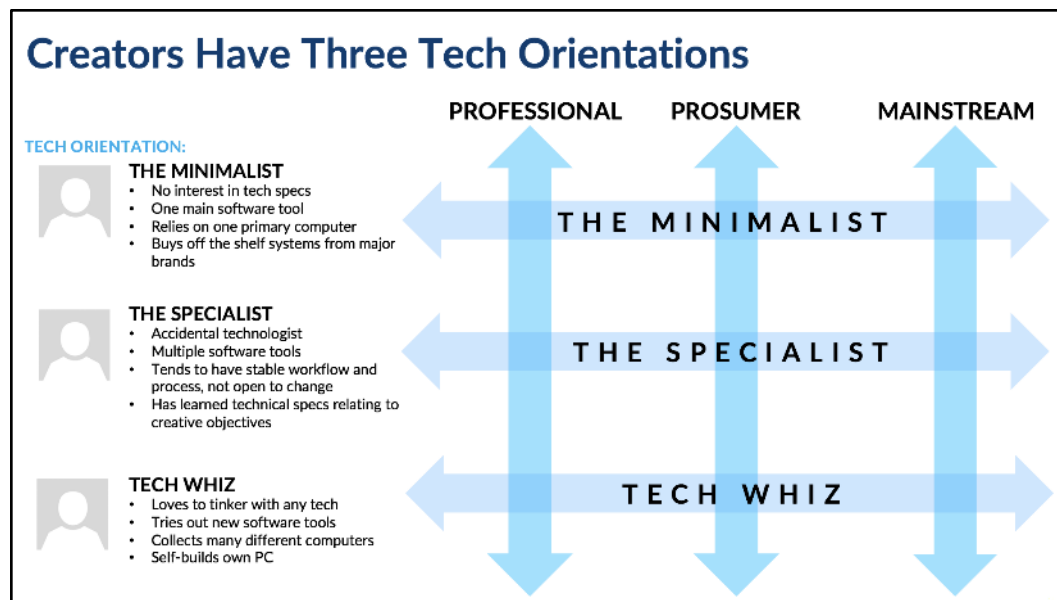 Creators Have Three Tech Orientations
PROFESSIONAL PROSUMER MAINSTREAM
TECH ORIENTATION:
THE MINIMALIST
• No interest in tech specs
• One main software tool
• Relies on one primary computer
• Buys off the shelf systems from major
brands
THE MINIMALIST
THE SPECIALIST
• Accidental technologist
• Multiple software tools
• Tends to have stable workflow and
process, not open to change
• Has learned technical specs relating to
creative objectives
THE SPECIALIST
TECH WHIZ
• Loves to tinker with any tech
• Tries out new software tools
• Collects many different computers
• Self-builds own PC
TECH WHIZ